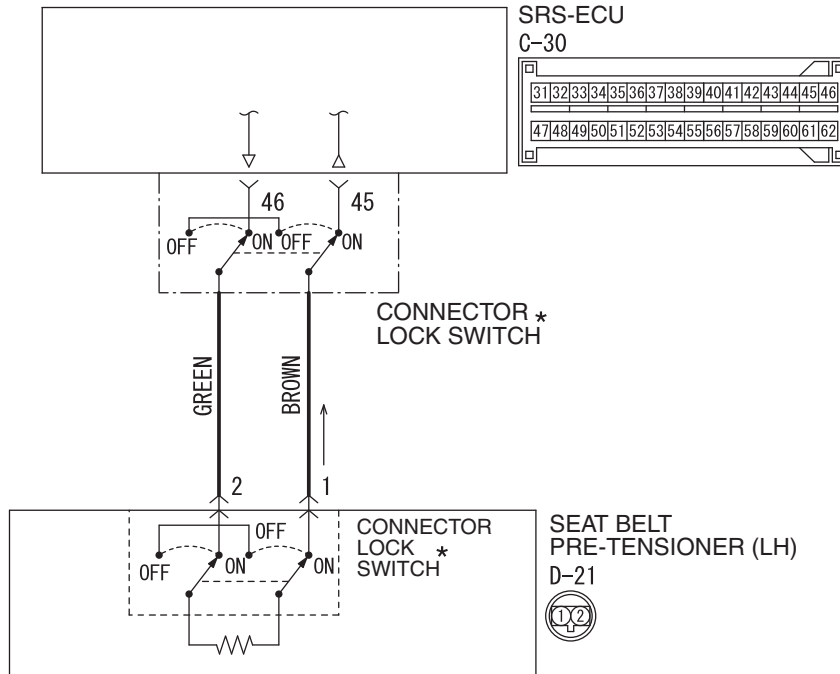 SRS-ECU
C-30
31 32 33 34 35 36 37 38 39 40 41 42 43 44 45 46
47 48 49 50 51 52 53 54 55 56 57 58 59 60 61 62
46 45
OFF ON OFF ON
CONNECTOR *
LOCK SWITCH
GREEN
BROWN
2 1
CONNECTOR
LOCK *
SWITCH
OFF
OFF ON ON
SEAT BELT
PRE-TENSIONER (LH)
D-21
1 2